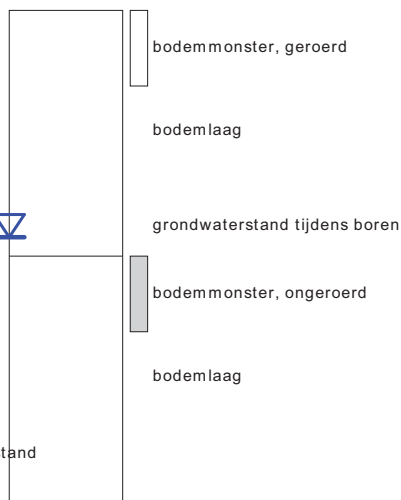 bodemmonster, geroerd
bodemlaag
grondwaterstand tijdens boren
bodemmonster, ongeroerd
bodemlaag
tand